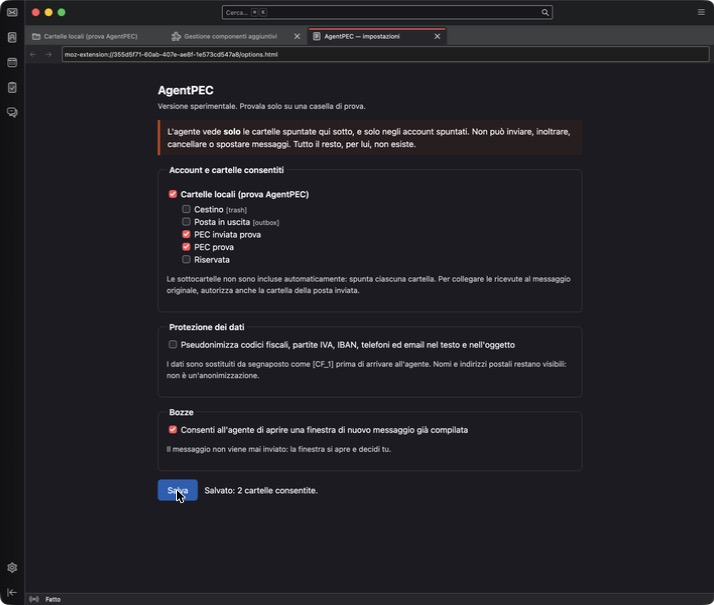 Cerca... ⌘ K
Cartelle locali (prova AgentPEC)
Gestione componenti aggiuntivi
AgentPEC — impostazioni
moz-extension://355d5f71-60ab-407e-ae8f-1e573cd547a8/options.html
AgentPEC
Versione sperimentale. Provala solo su una casella di prova.
L'agente vede solo le cartelle spuntate qui sotto, e solo negli account spuntati. Non può inviare, inoltrare,
cancellare o spostare messaggi. Tutto il resto, per lui, non esiste.
Account e cartelle consentiti
Cartelle locali (prova AgentPEC)
Cestino [trash]
Posta in uscita [outbox]
PEC inviata prova
PEC prova
Riservata
Le sottocartelle non sono incluse automaticamente: spunta ciascuna cartella. Per collegare le ricevute al messaggio
originale, autorizza anche la cartella della posta inviata.
Protezione dei dati
Pseudonimizza codici fiscali, partite IVA, IBAN, telefoni ed email nel testo e nell'oggetto
I dati sono sostituiti da segnaposto come [CF_1] prima di arrivare all'agente. Nomi e indirizzi postali restano visibili:
non è un'anonimizzazione.
Bozze
Consenti all'agente di aprire una finestra di nuovo messaggio già compilata
Il messaggio non viene mai inviato: la finestra si apre e decidi tu.
Salva
Salvato: 2 cartelle consentite.
Fatto